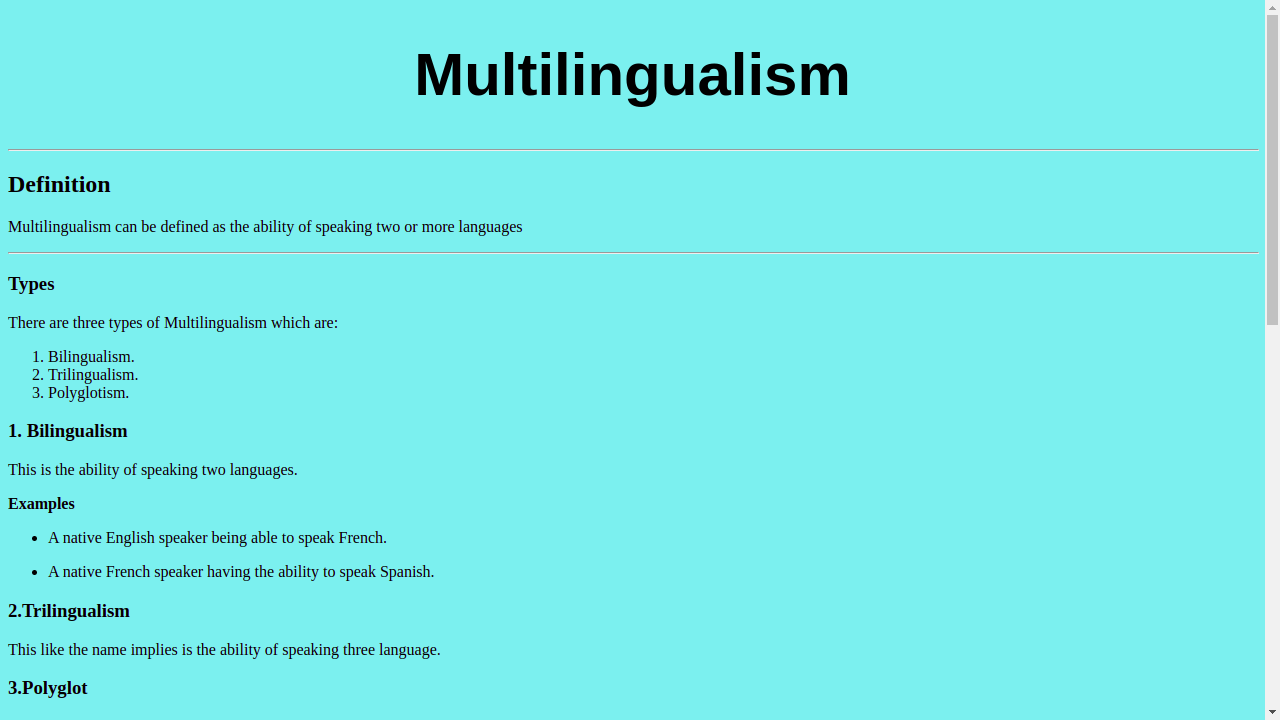 Multilingualism
Definition
Multilingualism can be defined as the ability of speaking two or more languages
Types
There are three types of Multilingualism which are:
1. Bilingualism.
2. Trilingualism.
3. Polyglotism.
1. Bilingualism
This is the ability of speaking two languages.
Examples
• A native English speaker being able to speak French.
• A native French speaker having the ability to speak Spanish.
2.Trilingualism
This like the name implies is the ability of speaking three language.
3.Polyglot